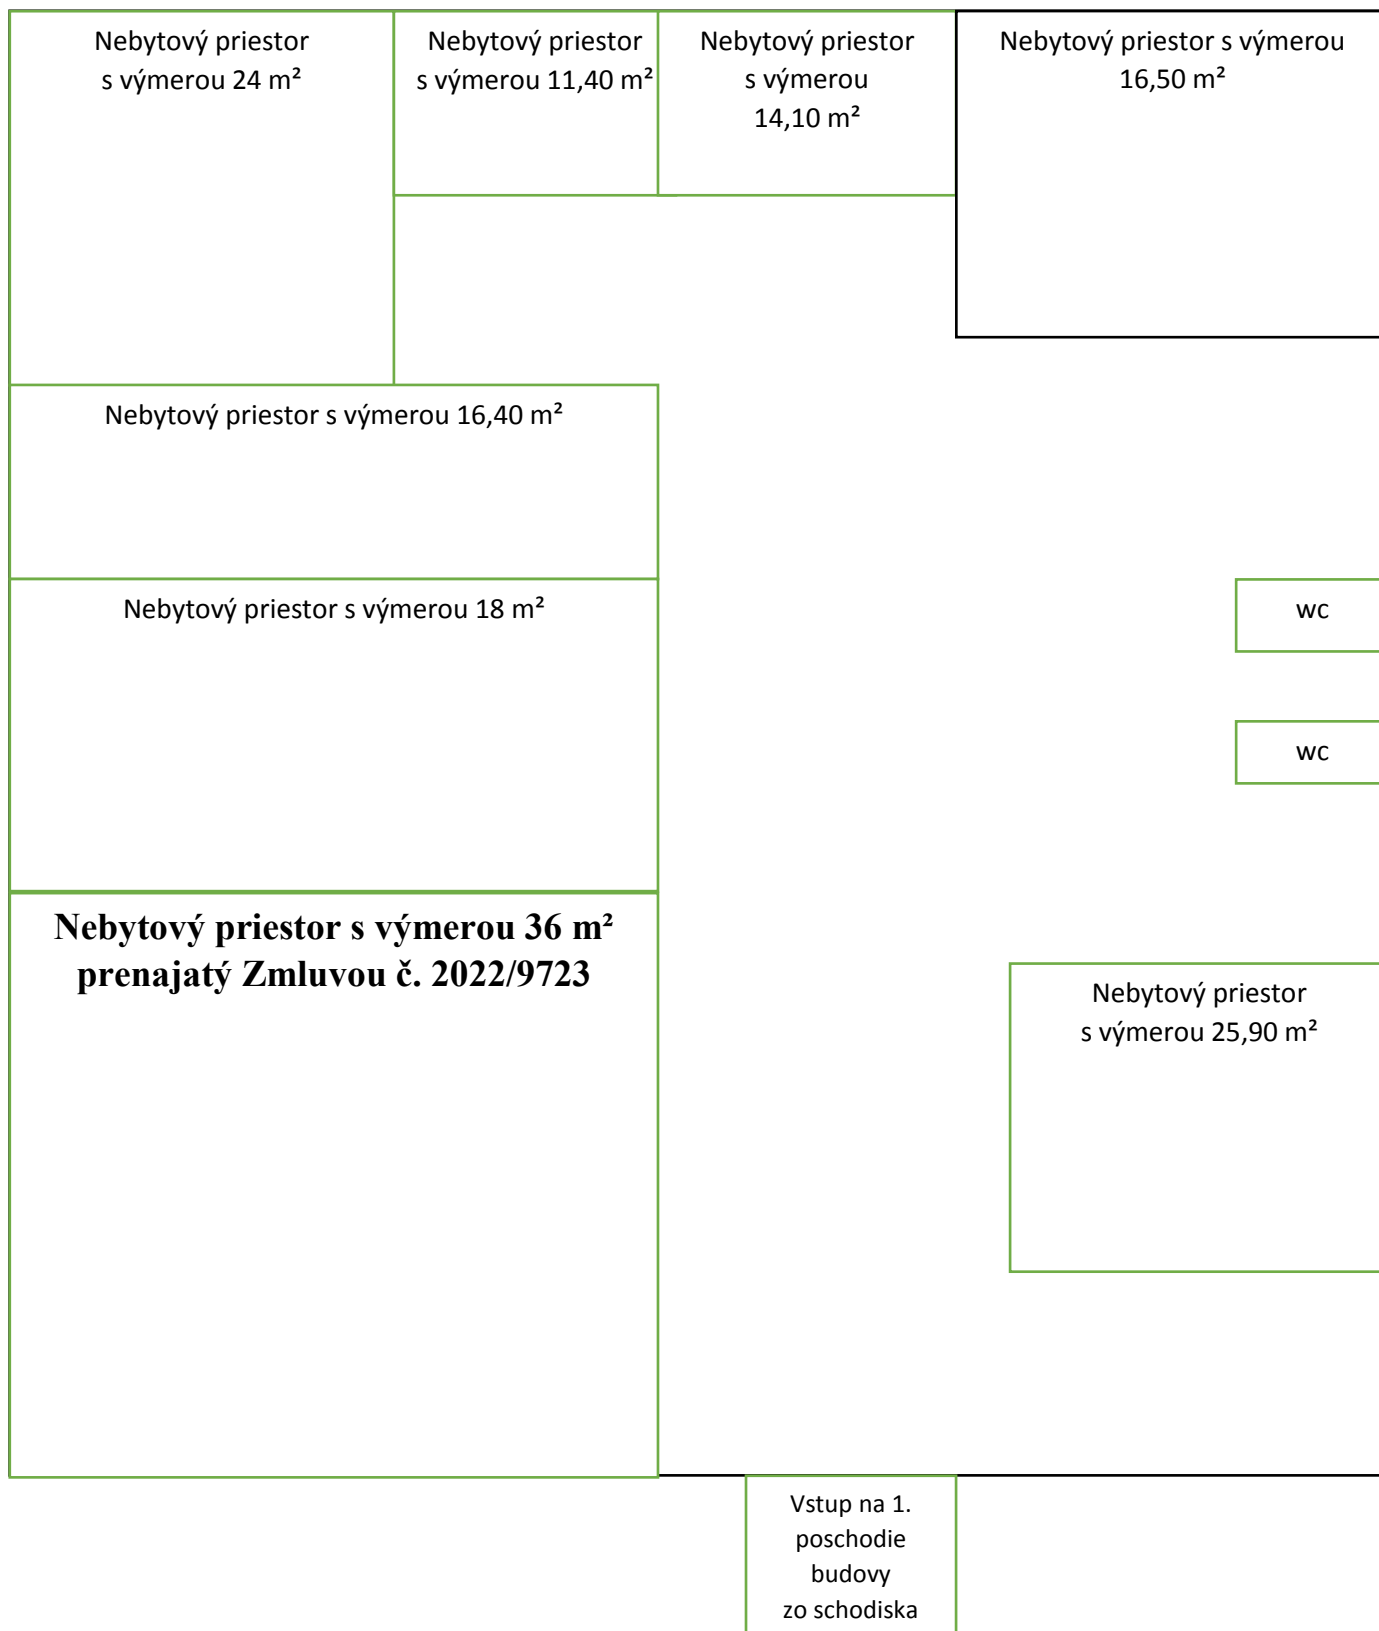 Nebytový priestor
s výmerou 24 m²
Nebytový priestor
s výmerou 11,40 m²
Nebytový priestor
s výmerou
14,10 m²
Nebytový priestor s výmerou
16,50 m²
Nebytový priestor s výmerou 16,40 m²
Nebytový priestor s výmerou 18 m²
wc
wc
Nebytový priestor s výmerou 36 m²
prenajatý Zmluvou č. 2022/9723
Nebytový priestor
s výmerou 25,90 m²
Vstup na 1.
poschodie
budovy
zo schodiska